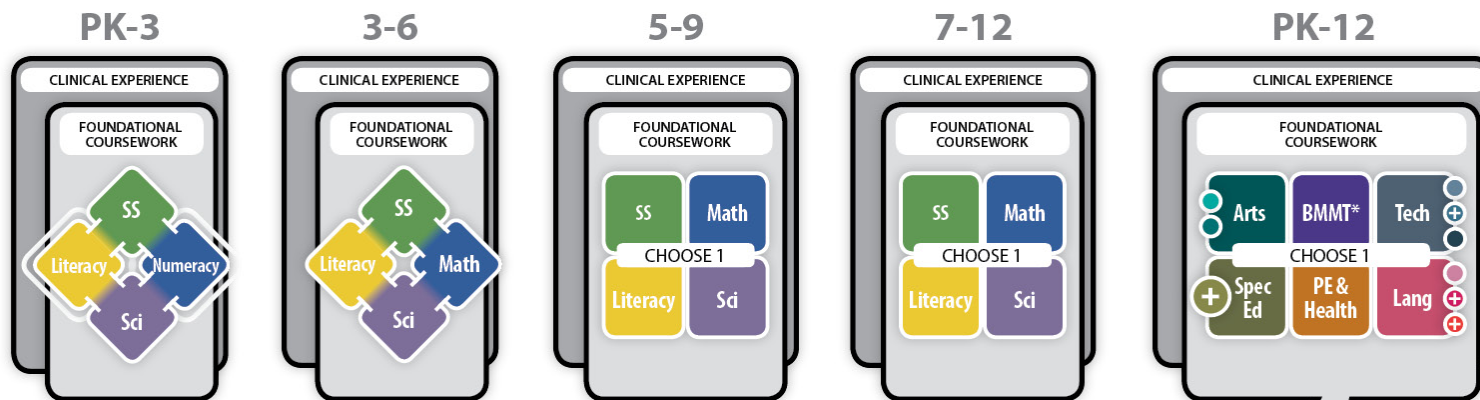 PK-3
CLINICAL EXPERIENCE
FOUNDATIONAL
COURSEWORK
SS
Literacy
Numeracy
Sci
3-6
CLINICAL EXPERIENCE
FOUNDATIONAL
COURSEWORK
SS
Literacy
Math
Sci
5-9
CLINICAL EXPERIENCE
FOUNDATIONAL
COURSEWORK
SS
Math
CHOOSE 1
Literacy
Sci
7-12
CLINICAL EXPERIENCE
FOUNDATIONAL
COURSEWORK
SS
Math
CHOOSE 1
Literacy
Sci
PK-12
CLINICAL EXPERIENCE
FOUNDATIONAL
COURSEWORK
Arts
BMMT*
Tech
+
CHOOSE 1
+
Spec
Ed
PE &
Health
Lang
+
+